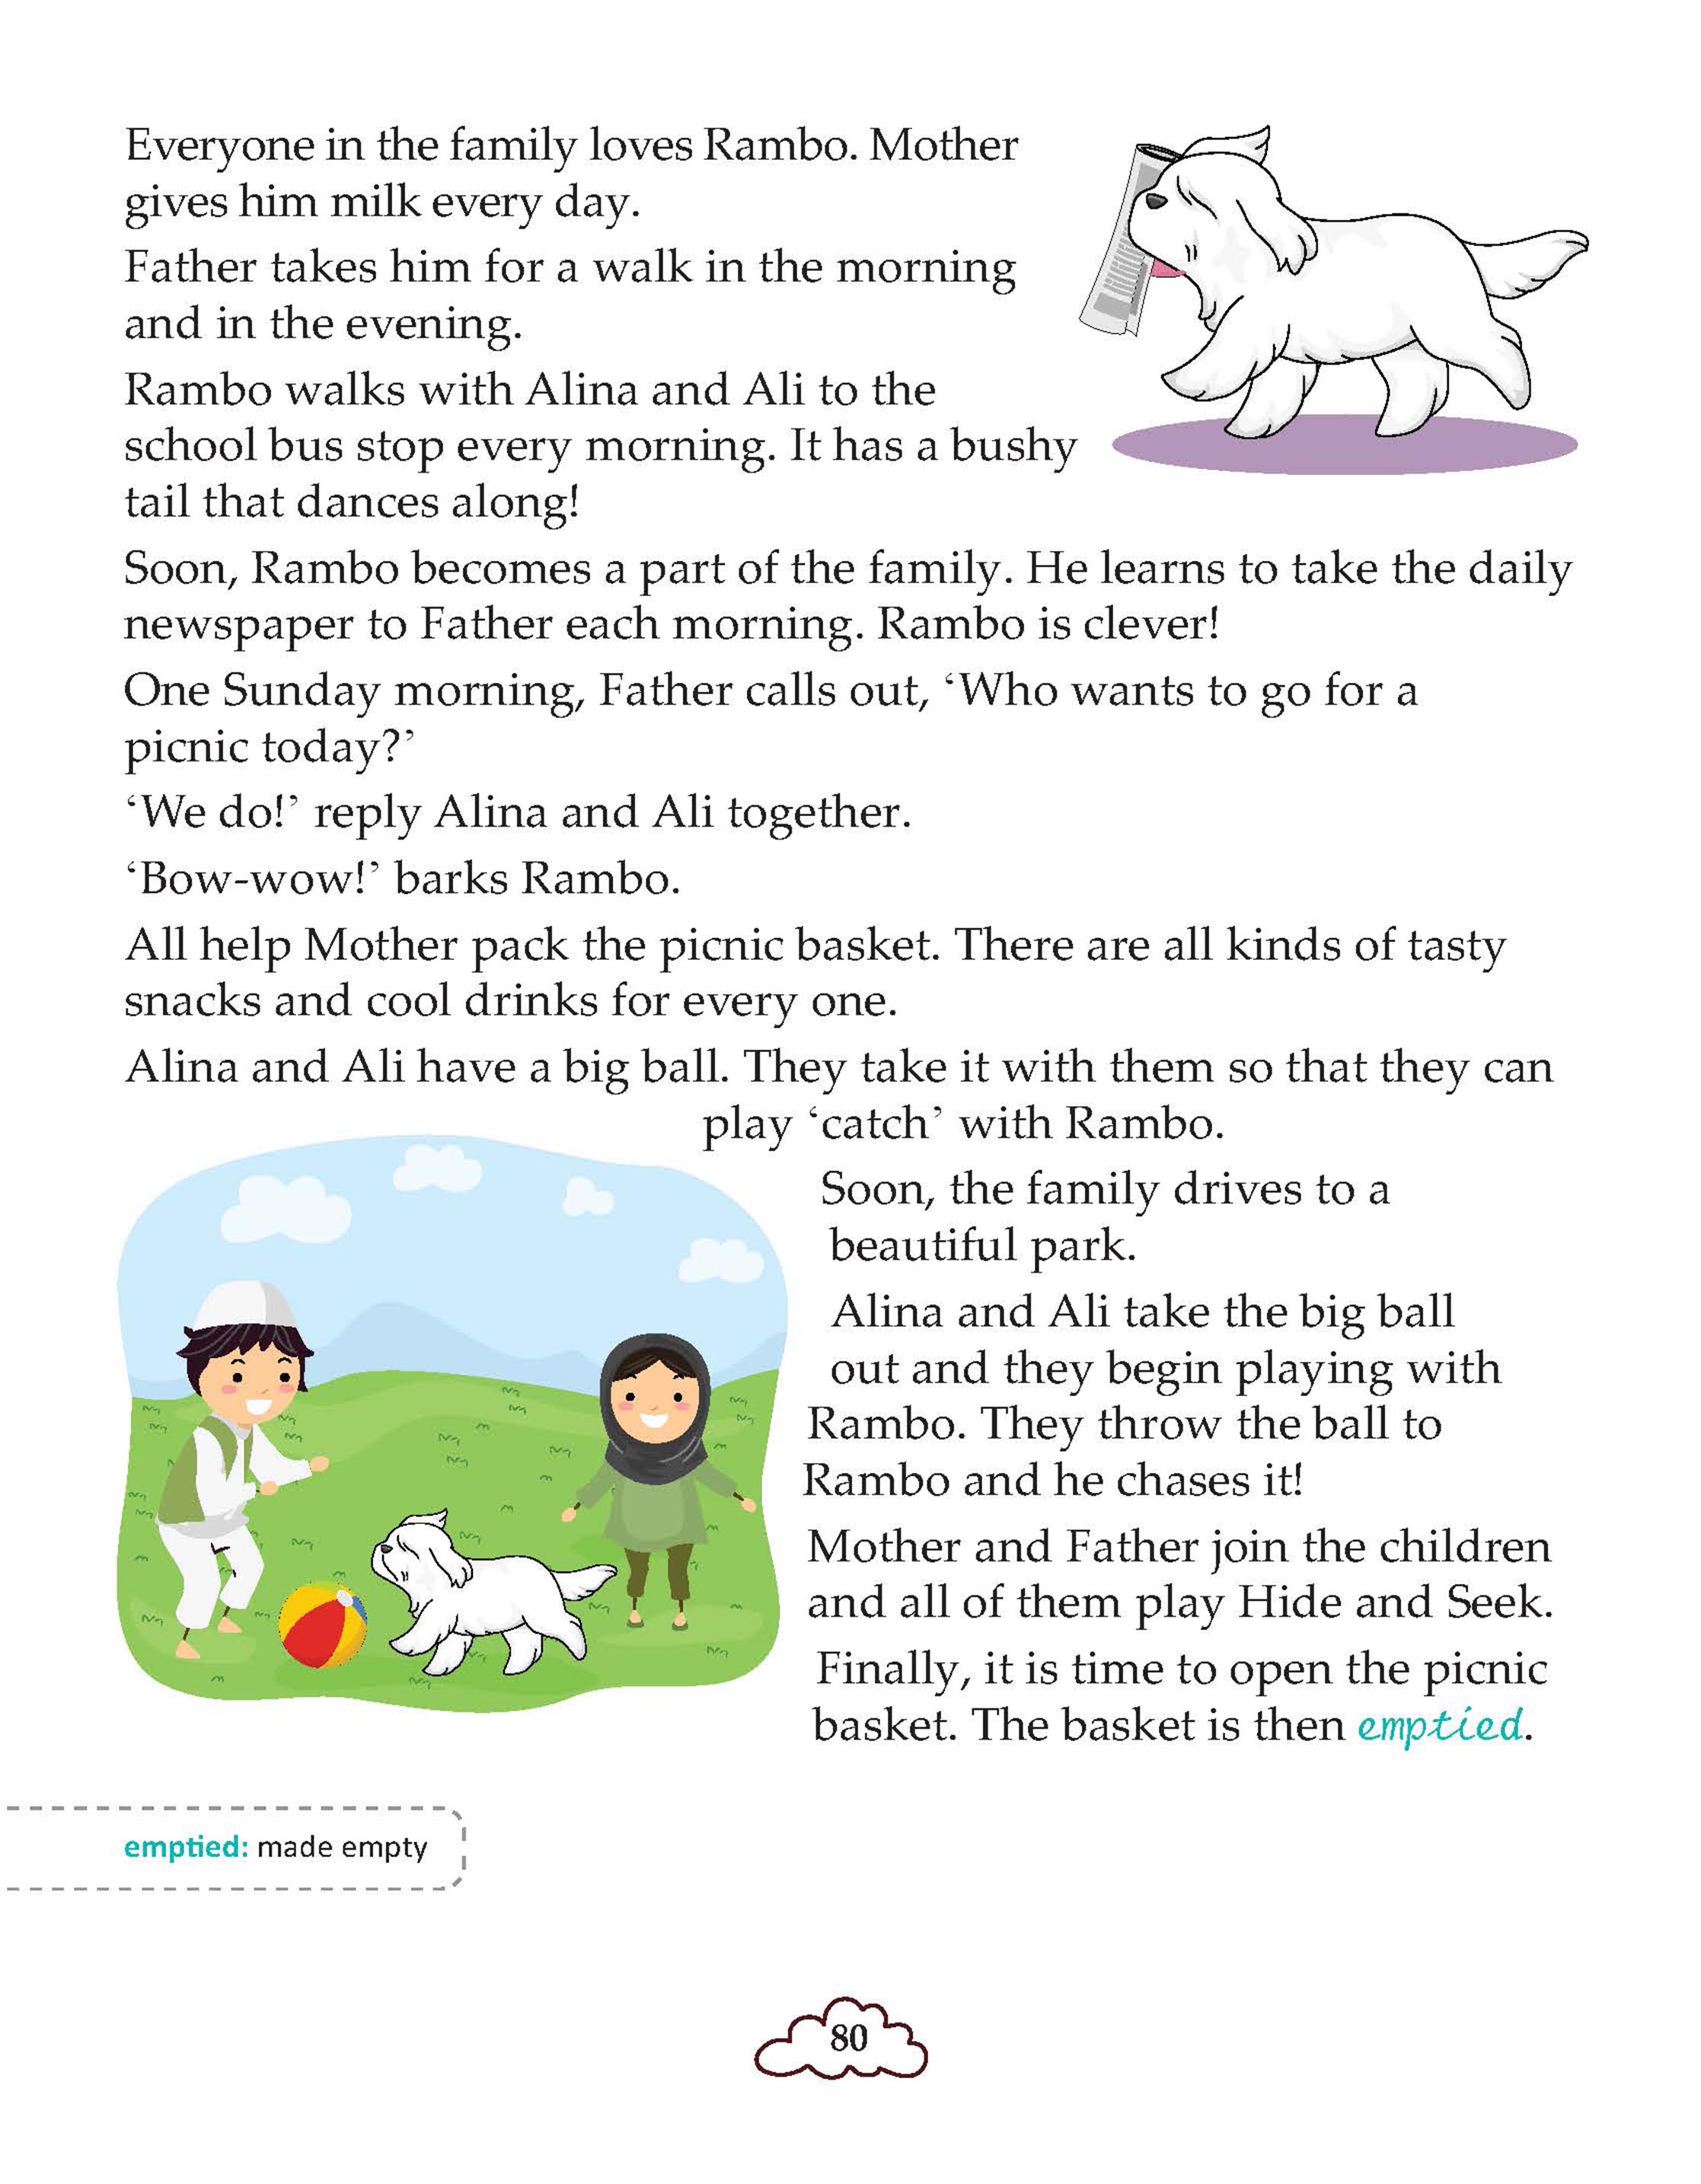 Everyone in the family loves Rambo. Mother
gives him milk every day.
Father takes him for a walk in the morning
and in the evening.
Rambo walks with Alina and Ali to the
school bus stop every morning. It has a bushy
tail that dances along!
Soon, Rambo becomes a part of the family. He learns to take the daily
newspaper to Father each morning. Rambo is clever!
One Sunday morning, Father calls out, ‘Who wants to go for a
picnic today?’
‘We do!’ reply Alina and Ali together.
‘Bow-wow!’ barks Rambo.
All help Mother pack the picnic basket. There are all kinds of tasty
snacks and cool drinks for every one.
Alina and Ali have a big ball. They take it with them so that they can
play ‘catch’ with Rambo.
Soon, the family drives to a
beautiful park.
Alina and Ali take the big ball
out and they begin playing with
Rambo. They throw the ball to
Rambo and he chases it!
Mother and Father join the children
and all of them play Hide and Seek.
Finally, it is time to open the picnic
basket. The basket is then emptied.
emptied: made empty
80